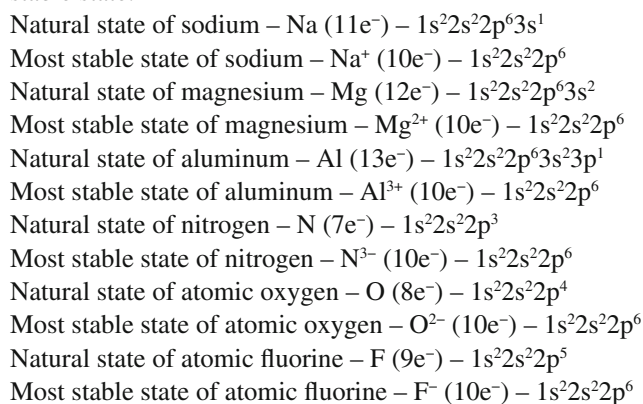 Natural state of sodium – Na (11e⁻) – 1s²2s²2p⁶3s¹
Most stable state of sodium – Na⁺ (10e⁻) – 1s²2s²2p⁶
Natural state of magnesium – Mg (12e⁻) – 1s²2s²2p⁶3s²
Most stable state of magnesium – Mg²⁺ (10e⁻) – 1s²2s²2p⁶
Natural state of aluminum – Al (13e⁻) – 1s²2s²2p⁶3s²3p¹
Most stable state of aluminum – Al³⁺ (10e⁻) – 1s²2s²2p⁶
Natural state of nitrogen – N (7e⁻) – 1s²2s²2p³
Most stable state of nitrogen – N³⁻ (10e⁻) – 1s²2s²2p⁶
Natural state of atomic oxygen – O (8e⁻) – 1s²2s²2p⁴
Most stable state of atomic oxygen – O²⁻ (10e⁻) – 1s²2s²2p⁶
Natural state of atomic fluorine – F (9e⁻) – 1s²2s²2p⁵
Most stable state of atomic fluorine – F⁻ (10e⁻) – 1s²2s²2p⁶